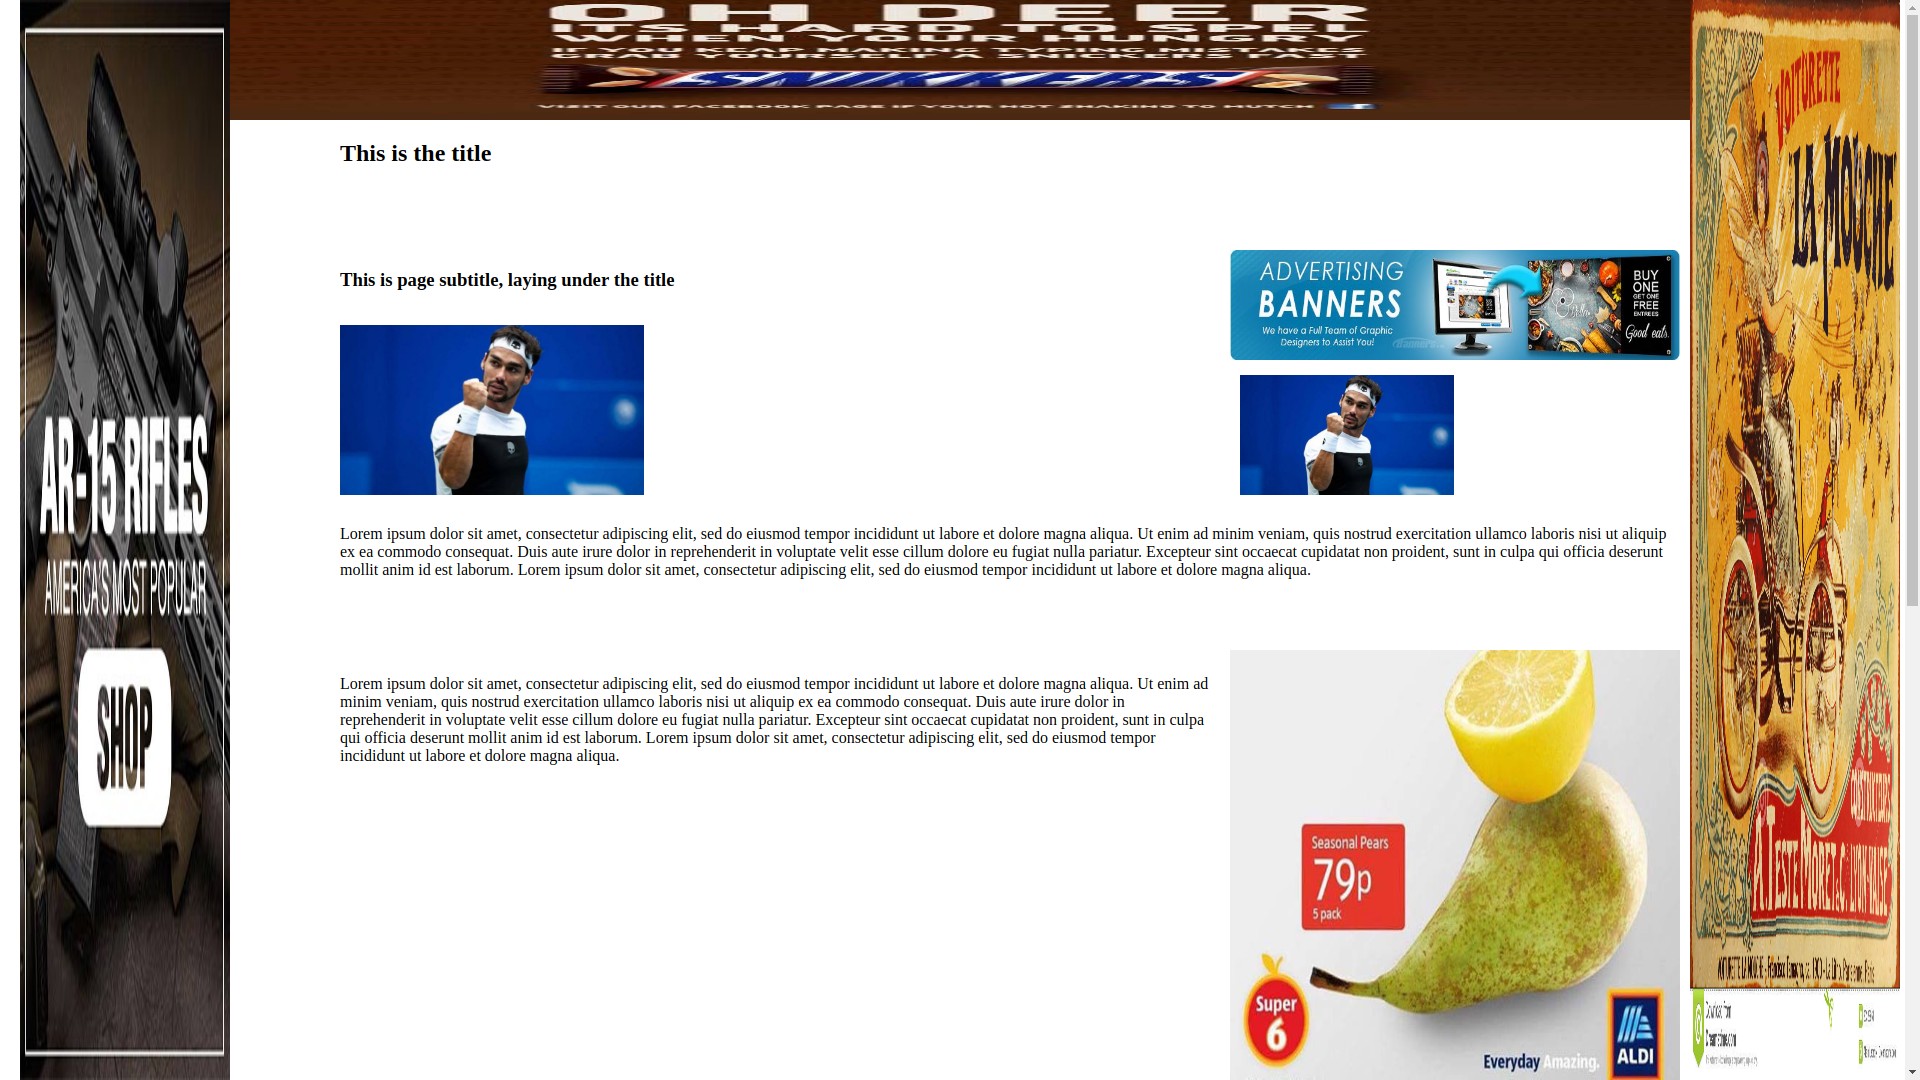 OH DEER
ITS HARD TO SPEL
WHEN YOUR HUNGRY
IF YOU KEAP MAKING TYPING MISTAKES
GRAB YOURSELF A SNICKERS FAST
VIZIT OUR FACEBOOK PAGE IF YOUR NOT ZMAKING TO MUTCH
AR-15 RIFLES
AMERICA'S MOST POPULAR
SHOP
This is the title
This is page subtitle, laying under the title
ADVERTISING
BANNERS
We have a Full Team of Graphic
Designers to Assist You!
BUY
ONE
GET ONE
FREE
ENTREES
Good eats.
Lorem ipsum dolor sit amet, consectetur adipiscing elit, sed do eiusmod tempor incididunt ut labore et dolore magna aliqua. Ut enim ad minim veniam, quis nostrud exercitation ullamco laboris nisi ut aliquip
ex ea commodo consequat. Duis aute irure dolor in reprehenderit in voluptate velit esse cillum dolore eu fugiat nulla pariatur. Excepteur sint occaecat cupidatat non proident, sunt in culpa qui officia deserunt
mollit anim id est laborum. Lorem ipsum dolor sit amet, consectetur adipiscing elit, sed do eiusmod tempor incididunt ut labore et dolore magna aliqua.
Lorem ipsum dolor sit amet, consectetur adipiscing elit, sed do eiusmod tempor incididunt ut labore et dolore magna aliqua. Ut enim ad
minim veniam, quis nostrud exercitation ullamco laboris nisi ut aliquip ex ea commodo consequat. Duis aute irure dolor in
reprehenderit in voluptate velit esse cillum dolore eu fugiat nulla pariatur. Excepteur sint occaecat cupidatat non proident, sunt in culpa
qui officia deserunt mollit anim id est laborum. Lorem ipsum dolor sit amet, consectetur adipiscing elit, sed do eiusmod tempor
incididunt ut labore et dolore magna aliqua.
Seasonal Pears
79p
5 pack
Super
6
Everyday Amazing.
ALDI
VOITURETTE
LA MOUCHE
CONSTRUITE PAR
A.TESTE MORET & C. LYON VAISE
Download from
Dreamstime.com